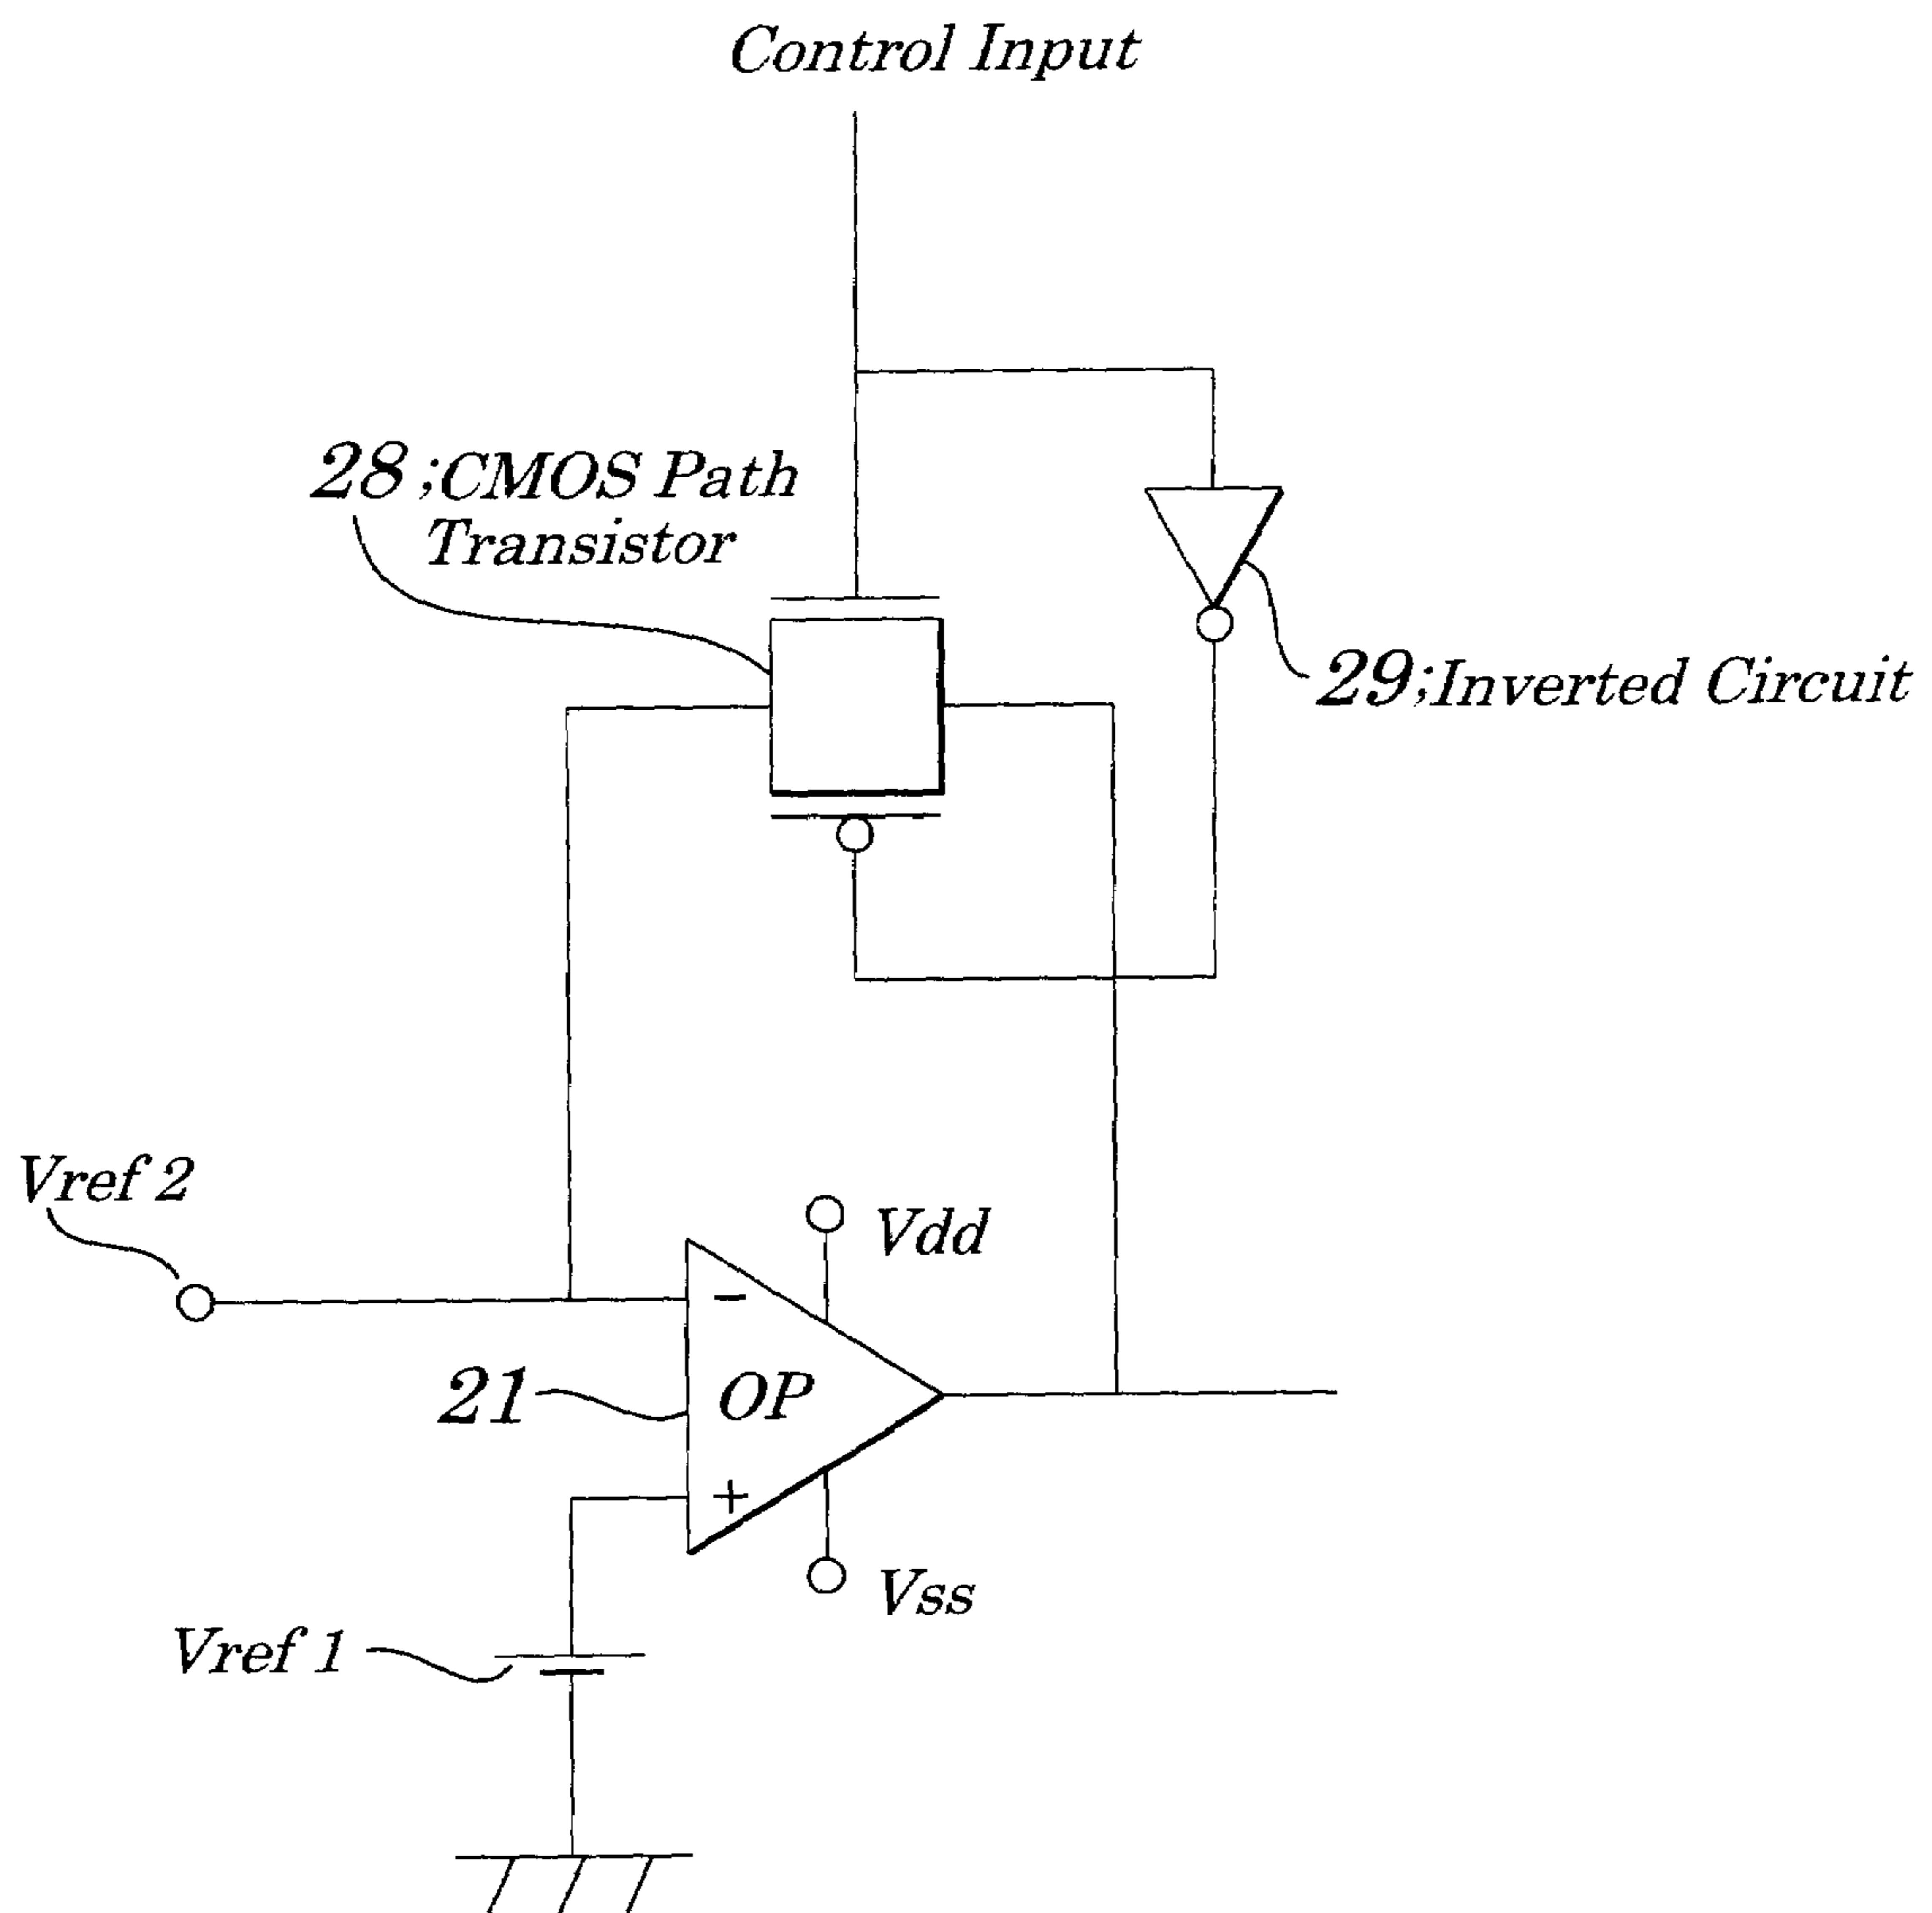 Control Input
28;CMOS Path
Transistor
29;Inverted Circuit
Vref 2
Vdd
-
21
OP
+
Vss
Vref 1